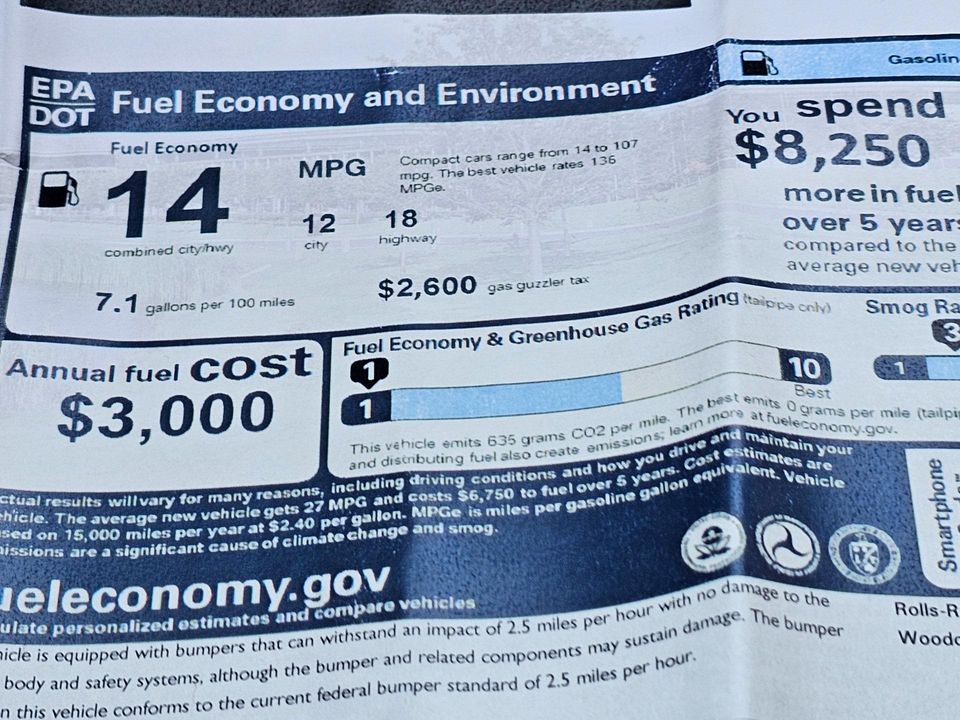 EPA
DOT
Fuel Economy and Environment
Gasolin
Fuel Economy
14
combined city/hwy
MPG
12
city
18
highway
Compact cars range from 14 to 107
mpg. The best vehicle rates 136
MPGe.
7.1 gallons per 100 miles
$2,600 gas guzzler tax
You spend
$8,250
more in fuel
over 5 years
compared to the
average new veh
Annual fuel cost
$3,000
Fuel Economy & Greenhouse Gas Rating (tailpipe only)
1
1
10
Best
This vehicle emits 635 grams CO2 per mile. The best emits 0 grams per mile (tailpip
and distributing fuel also create emissions; learn more at fueleconomy.gov.
Smog Ra
3
1
ctual results will vary for many reasons, including driving conditions and how you drive and maintain your
hicle. The average new vehicle gets 27 MPG and costs $6,750 to fuel over 5 years. Cost estimates are
sed on 15,000 miles per year at $2.40 per gallon. MPGe is miles per gasoline gallon equivalent. Vehicle
issions are a significant cause of climate change and smog.
ueleconomy.gov
ulate personalized estimates and compare vehicles
Smartphone
hicle is equipped with bumpers that can withstand an impact of 2.5 miles per hour with no damage to the
body and safety systems, although the bumper and related components may sustain damage. The bumper
n this vehicle conforms to the current federal bumper standard of 2.5 miles per hour.
Rolls-R
Woodc